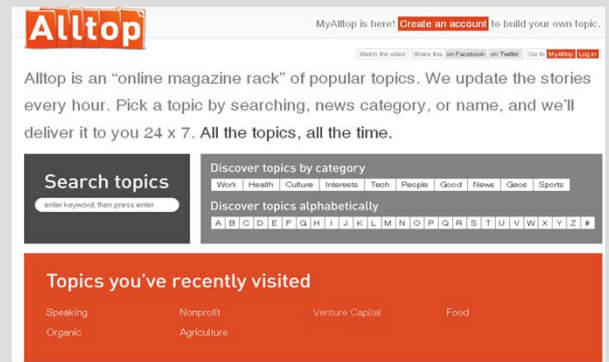 Alltop
MyAlltop is here! Create an account to build your own topic.
Watch the video Share this on Facebook on Twitter Go to MyAlltop Log in
Alltop is an “online magazine rack” of popular topics. We update the stories
every hour. Pick a topic by searching, news category, or name, and we’ll
deliver it to you 24 x 7. All the topics, all the time.
Search topics
enter keyword, then press enter
Discover topics by category
Work Health Culture Interests Tech People Good News Geos Sports
Discover topics alphabetically
A B C D E F G H I J K L M N O P Q R S T U V W X Y Z #
Topics you’ve recently visited
Speaking Nonprofit Venture Capital Food
Organic Agriculture